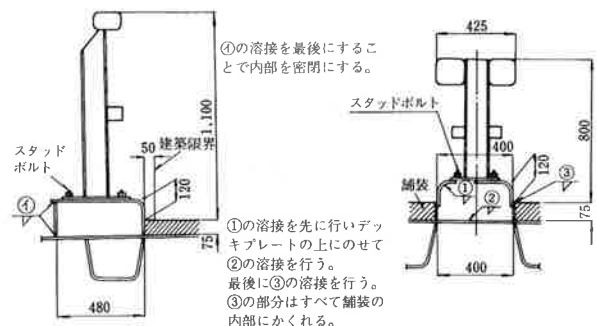 ㋑の溶接を最後にするこ
とで内部を密閉にする。
スタッド
ボルト
㋑
50
建築限界
1,100
120
75
480
①の溶接を先に行いデッ
キプレートの上にのせて
②の溶接を行う。
最後に③の溶接を行う。
③の部分はすべて舗装の
内部にかくれる。
425
スタッドボルト
400
800
120
③
①
②
舗装
75
400